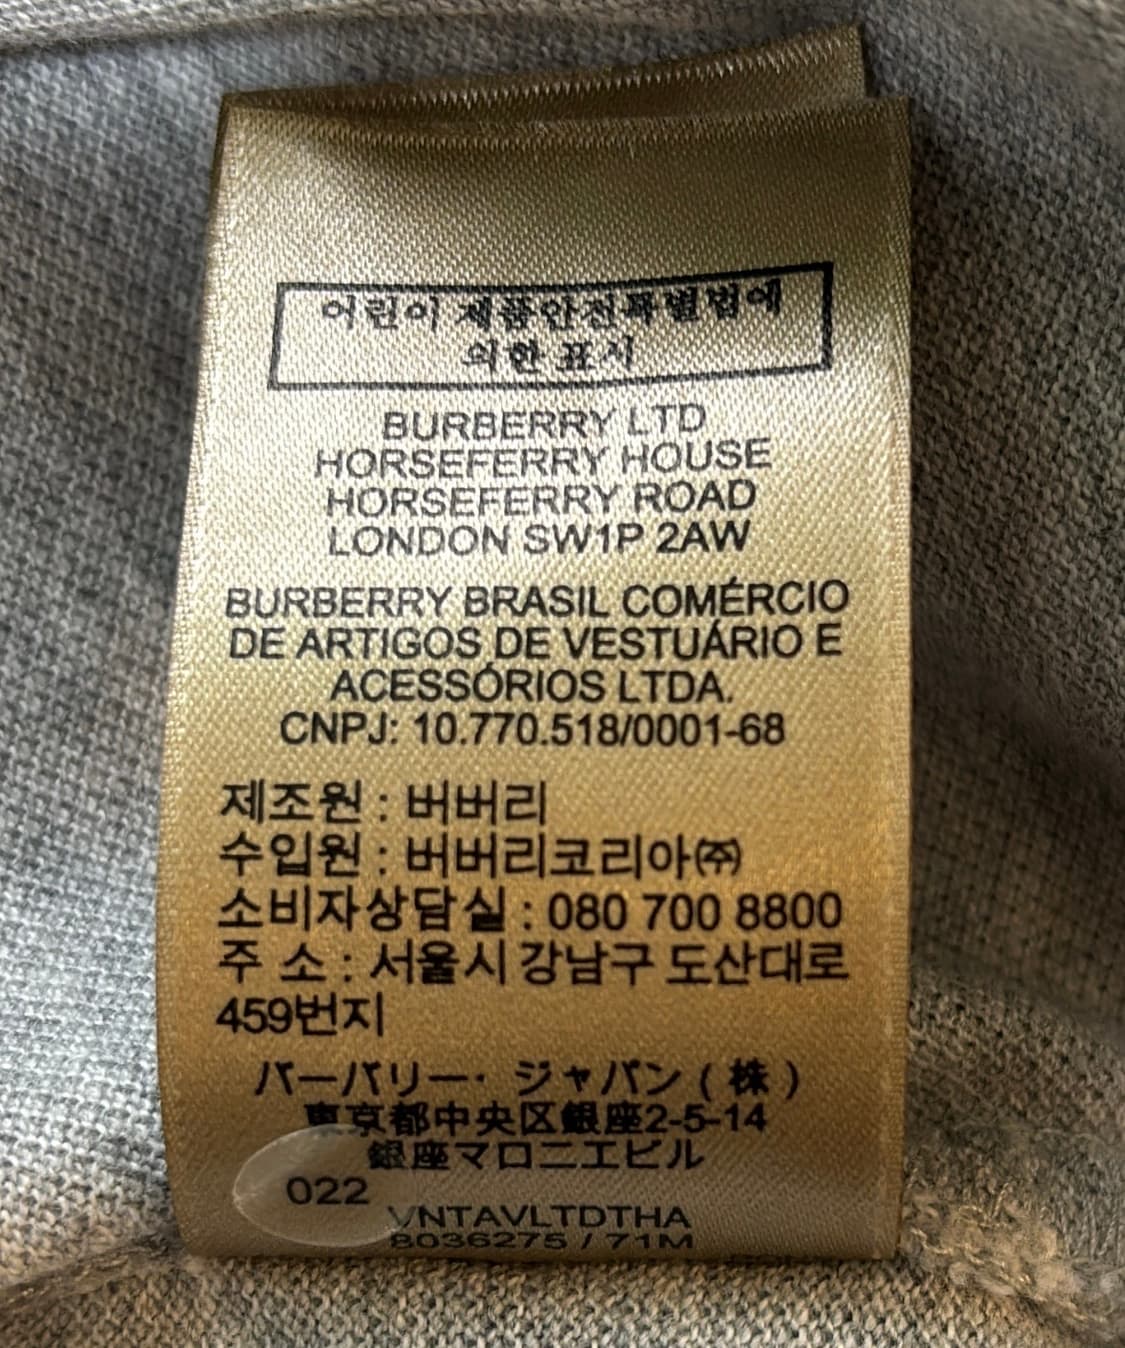 어린이 제품안전특별법에
의한 표시
BURBERRY LTD
HORSEFERRY HOUSE
HORSEFERRY ROAD
LONDON SW1P 2AW
BURBERRY BRASIL COMÉRCIO
DE ARTIGOS DE VESTUÁRIO E
ACESSÓRIOS LTDA.
CNPJ: 10.770.518/0001-68
제조원 : 버버리
수입원 : 버버리코리아㈜
소비자상담실 : 080 700 8800
주 소 : 서울시 강남구 도산대로
459번지
バーバリー・ジャパン ( 株 )
東京都中央区銀座2-5-14
銀座マロニエビル
022
VNTAVLTDTHA
8036275 / 71M